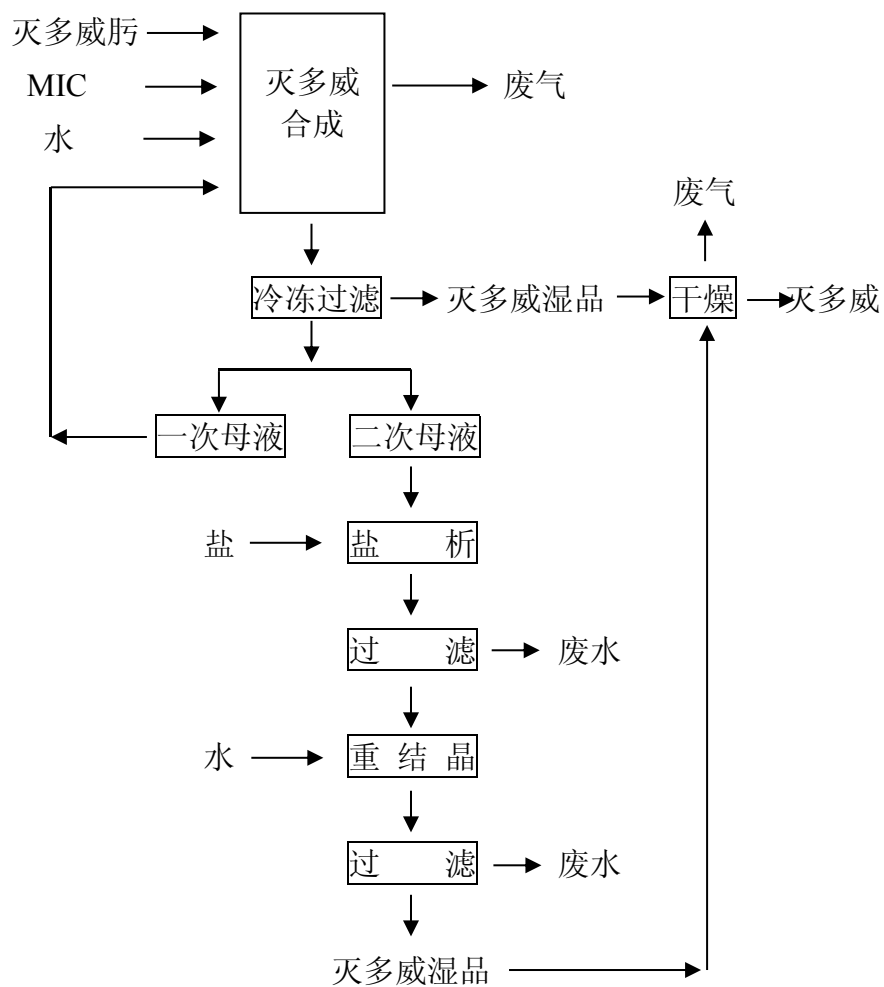 灭多威肟
MIC
水
灭多威
合成
废气
废气
冷冻过滤
灭多威湿品
干燥
灭多威
一次母液
二次母液
盐
盐 析
过 滤
废水
水
重 结 晶
过 滤
废水
灭多威湿品